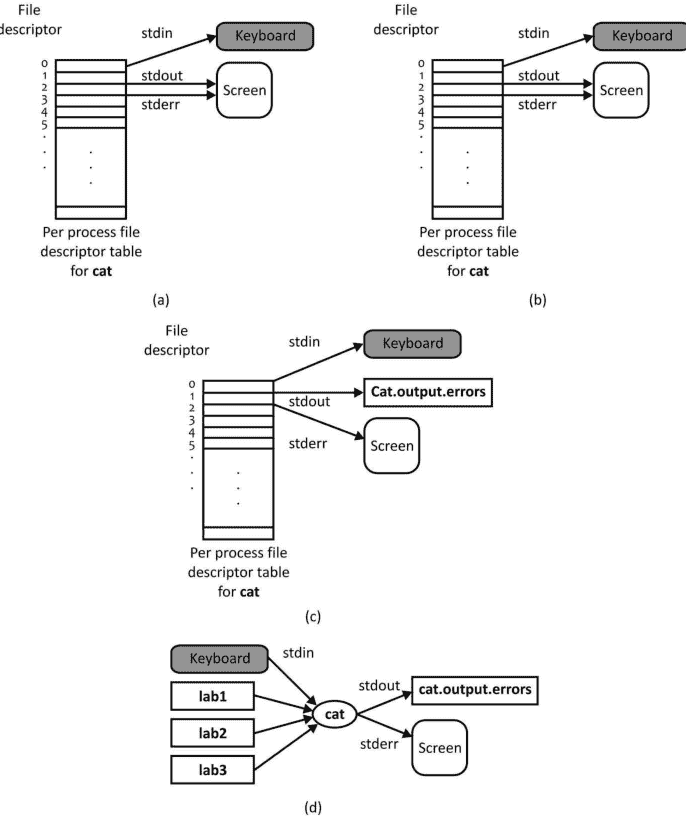 File
descriptor
stdin
Keyboard
0
1
2
3
4
5
stdout
stderr
Screen
.
.
.
.
.
.
Per process file
descriptor table
for cat
(a)
File
descriptor
stdin
Keyboard
0
1
2
3
4
5
stdout
stderr
Screen
.
.
.
.
.
.
Per process file
descriptor table
for cat
(b)
File
descriptor
stdin
Keyboard
0
1
2
3
4
5
Cat.output.errors
stdout
stderr
Screen
.
.
.
.
.
.
Per process file
descriptor table
for cat
(c)
Keyboard
stdin
lab1
lab2
lab3
cat
stdout
cat.output.errors
stderr
Screen
(d)